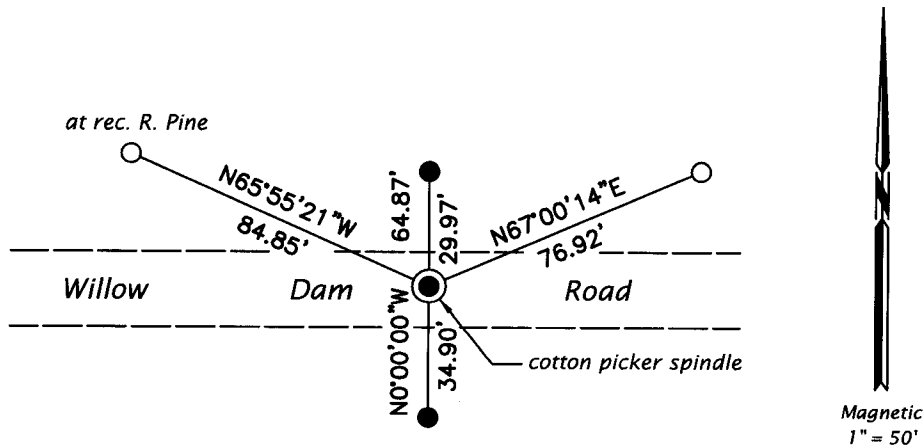 at rec. R. Pine
N65°55'21"W
84.85'
64.87'
29.97'
N67°00'14"E
76.92'
Willow Dam Road
N0°00'00"W
34.90'
cotton picker spindle
N
Magnetic
1" = 50'